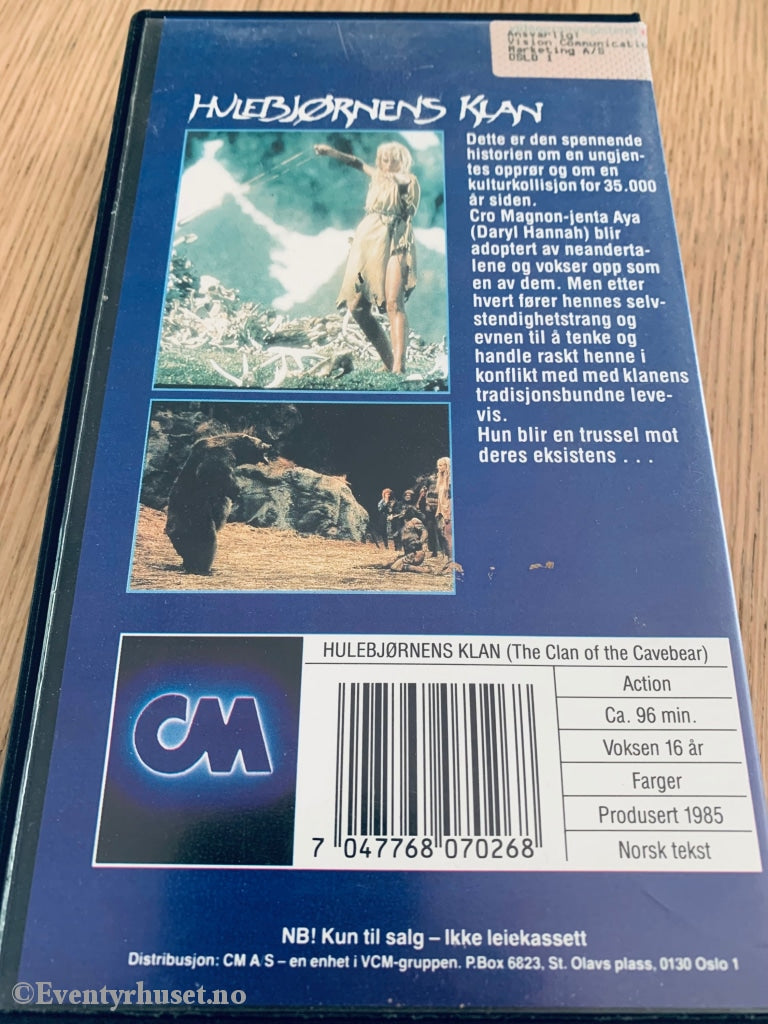 Ansvarlig:
Vision Communicatio
Marketing A/S
OSLO 1
HULEBJØRNENS KLAN
Dette er den spennende
historien om en ungjen-
tes opprør og om en
kulturkollisjon for 35.000
år siden.
Cro Magnon-jenta Aya
(Daryl Hannah) blir
adoptert av neanderta-
lene og vokser opp som
en av dem. Men etter
hvert fører hennes selv-
stendighetstrang og
evnen til å tenke og
handle raskt henne i
konflikt med med klanens
tradisjonsbundne leve-
vis.
Hun blir en trussel mot
deres eksistens . . .
CM
HULEBJØRNENS KLAN (The Clan of the Cavebear)
Action
Ca. 96 min.
Voksen 16 år
Farger
Produsert 1985
Norsk tekst
7 047768 070268
NB! Kun til salg – Ikke leiekassett
Distribusjon: CM A/S – en enhet i VCM-gruppen. P.Box 6823, St. Olavs plass, 0130 Oslo 1
©Eventyrhuset.no